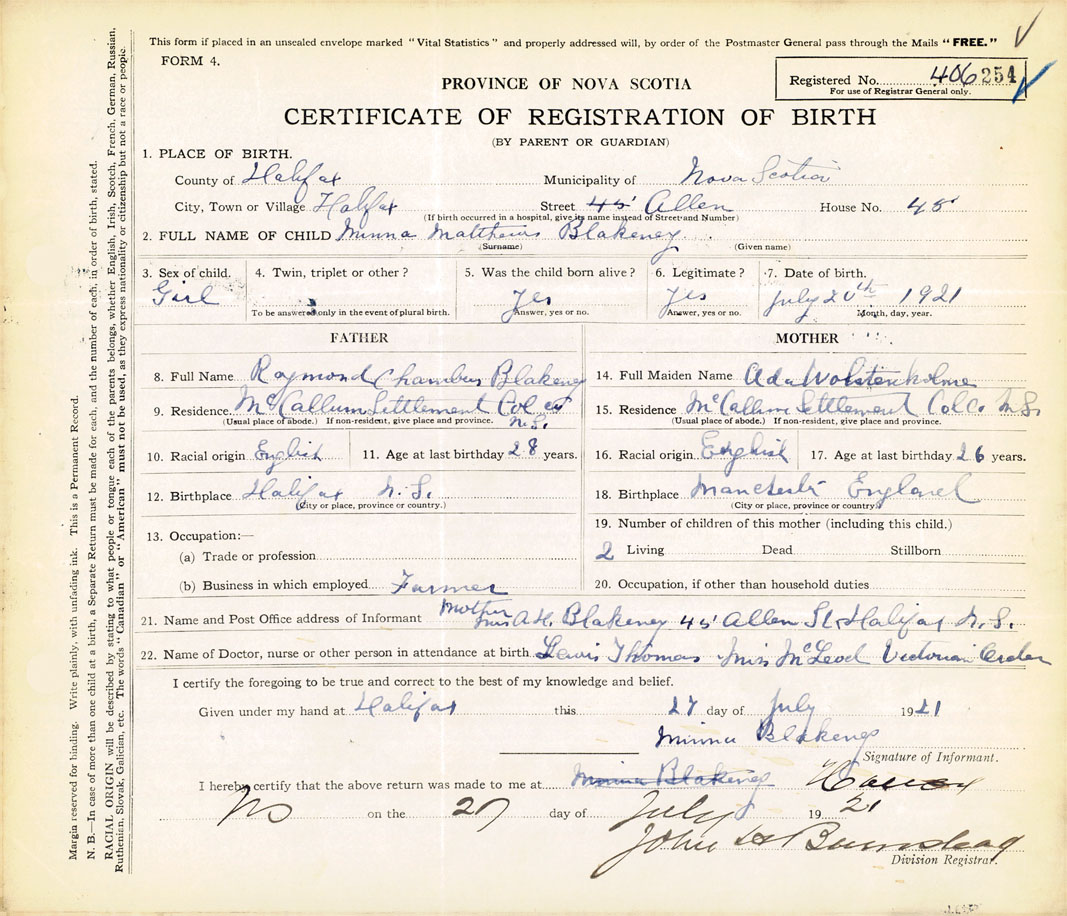 This form if placed in an unsealed envelope marked "Vital Statistics" and properly addressed will, by order of the Postmaster General pass through the Mails "FREE."
FORM 4.
Registered No. 406 254
For use of Registrar General only.
PROVINCE OF NOVA SCOTIA
CERTIFICATE OF REGISTRATION OF BIRTH
(BY PARENT OR GUARDIAN)
1. PLACE OF BIRTH.
County of Halifax Municipality of Nova Scotia
City, Town or Village Halifax Street 45 Allen House No. 45
(If birth occurred in a hospital, give its name instead of Street and Number)
2. FULL NAME OF CHILD Minna Matthews Blakeney
(Surname) (Given name)
3. Sex of child. 4. Twin, triplet or other? 5. Was the child born alive? 6. Legitimate? 7. Date of birth.
Girl Yes Yes July 20th 1921
To be answered only in the event of plural birth. Answer, yes or no. Answer, yes or no. Month, day, year.
FATHER MOTHER
8. Full Name Raymond Chambers Blakeney 14. Full Maiden Name Ada Wolstenholme
9. Residence McCallum Settlement Col co N.S. 15. Residence McCallum Settlement Col Co N.S.
(Usual place of abode.) If non-resident, give place and province. (Usual place of abode.) If non-resident, give place and province.
10. Racial origin English 11. Age at last birthday 28 years. 16. Racial origin English 17. Age at last birthday 26 years.
12. Birthplace Halifax N.S. 18. Birthplace Manchester England
(City or place, province or country.) (City or place, province or country.)
13. Occupation:— 19. Number of children of this mother (including this child.)
(a) Trade or profession 2 Living Dead Stillborn
(b) Business in which employed Farmer 20. Occupation, if other than household duties
21. Name and Post Office address of Informant Mother Mrs A.H. Blakeney 45 Allen St. Halifax N.S.
22. Name of Doctor, nurse or other person in attendance at birth Lewis Thomas Miss McLeod Victorian Order
I certify the foregoing to be true and correct to the best of my knowledge and belief.
Given under my hand at Halifax this 27 day of July 1921
Minna Blakeney
Signature of Informant.
I hereby certify that the above return was made to me at Minna Blakeney Halifax
NS on the 27 day of July 1921
John H Barnstead
Division Registrar.
Margin reserved for binding. Write plainly, with unfading ink. This is a Permanent Record.
N. B.—In case of more than one child at a birth, a Separate Return must be made for each, and the number of each, in order of birth, stated.
RACIAL ORIGIN will be described by stating to what people or tongue each of the parents belongs, whether English, Irish, Scotch, French, German, Russian,
Ruthenian, Slovak, Galician, etc. The words "Canadian" or "American" must not be used, as they express nationality or citizenship but not a race or people.